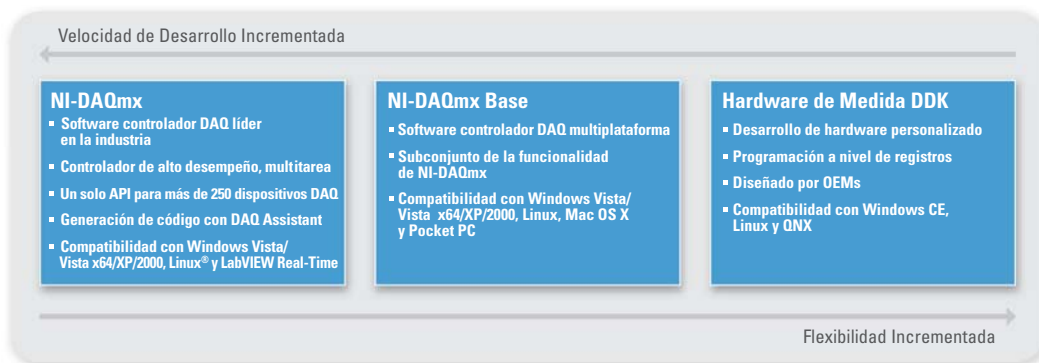 Velocidad de Desarrollo Incrementada
NI-DAQmx
▪ Software controlador DAQ líder
en la industria
▪ Controlador de alto desempeño, multitarea
▪ Un solo API para más de 250 dispositivos DAQ
▪ Generación de código con DAQ Assistant
▪ Compatibilidad con Windows Vista/
Vista x64/XP/2000, Linux® y LabVIEW Real-Time
NI-DAQmx Base
▪ Software controlador DAQ multiplataforma
▪ Subconjunto de la funcionalidad
de NI-DAQmx
▪ Compatibilidad con Windows Vista/
Vista x64/XP/2000, Linux, Mac OS X
y Pocket PC
Hardware de Medida DDK
▪ Desarrollo de hardware personalizado
▪ Programación a nivel de registros
▪ Diseñado por OEMs
▪ Compatibilidad con Windows CE,
Linux y QNX
Flexibilidad Incrementada